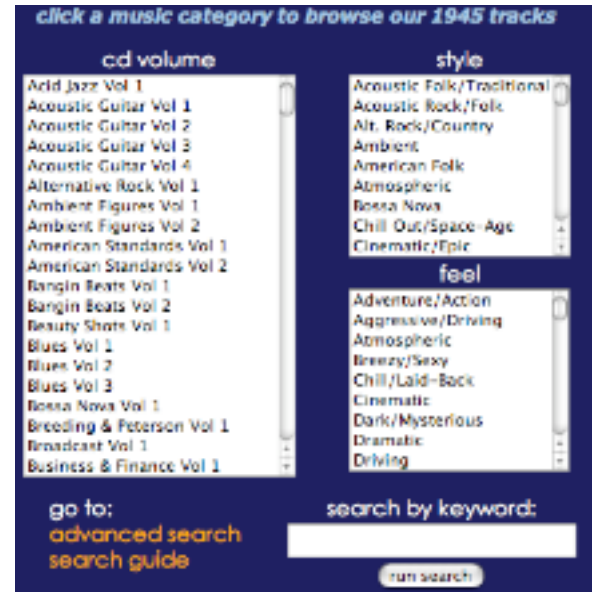 click a music category to browse our 1945 tracks
cd volume
Acid Jazz Vol 1
Acoustic Guitar Vol 1
Acoustic Guitar Vol 2
Acoustic Guitar Vol 3
Acoustic Guitar Vol 4
Alternative Rock Vol 1
Ambient Figures Vol 1
Ambient Figures Vol 2
American Standards Vol 1
American Standards Vol 2
Bangin Beats Vol 1
Bangin Beats Vol 2
Beauty Shots Vol 1
Blues Vol 1
Blues Vol 2
Blues Vol 3
Bossa Nova Vol 1
Breeding & Peterson Vol 1
Broadcast Vol 1
Business & Finance Vol 1
style
Acoustic Folk/Traditional
Acoustic Rock/Folk
Alt. Rock/Country
Ambient
American Folk
Atmospheric
Bossa Nova
Chill Out/Space-Age
Cinematic/Epic
feel
Adventure/Action
Aggressive/Driving
Atmospheric
Breezy/Sexy
Chill/Laid-Back
Cinematic
Dark/Mysterious
Dramatic
Driving
go to:
advanced search
search guide
search by keyword:
run search